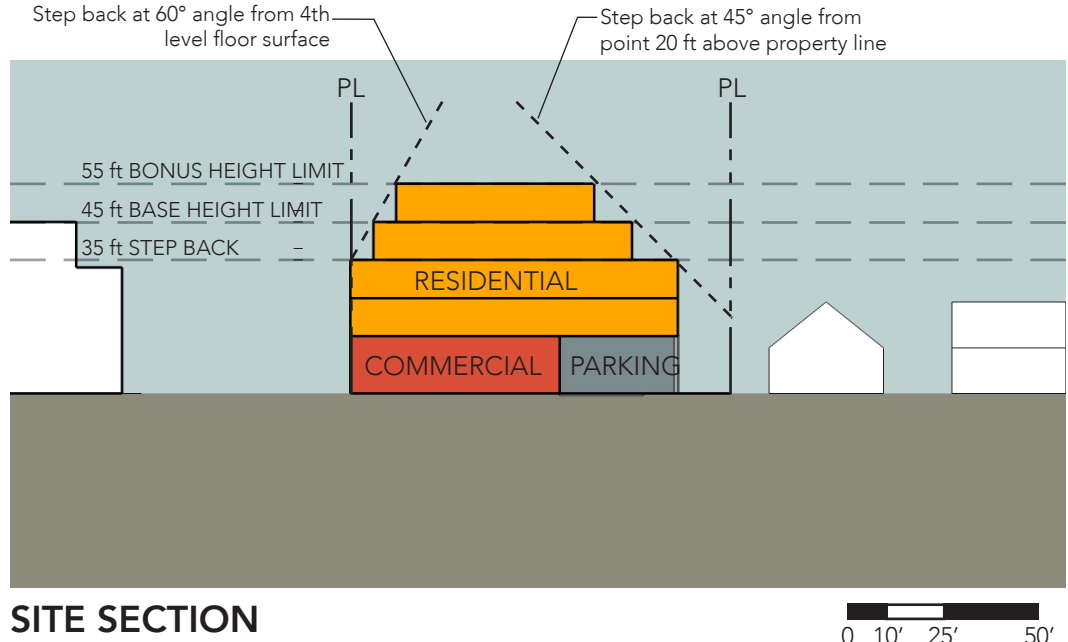 Step back at 60° angle from 4th
level floor surface
Step back at 45° angle from
point 20 ft above property line
PL
PL
55 ft BONUS HEIGHT LIMIT
45 ft BASE HEIGHT LIMIT
35 ft STEP BACK
RESIDENTIAL
COMMERCIAL
PARKING
SITE SECTION
0 10’ 25’ 50’